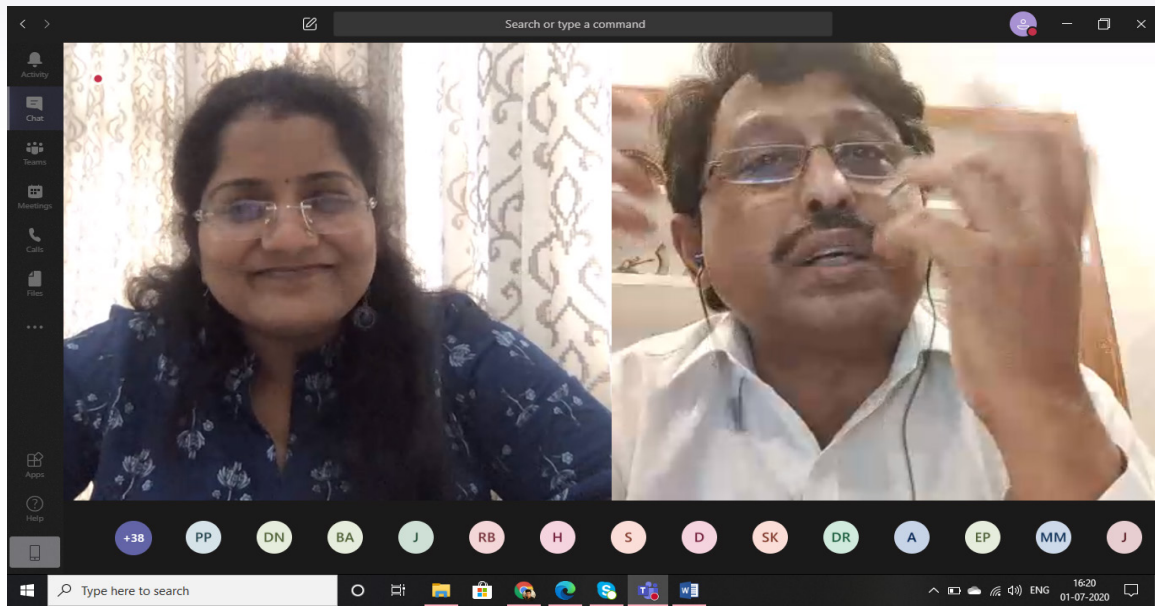 Search or type a command
Activity
Chat
Teams
Meetings
Calls
Files
Apps
Help
+38 PP DN BA J RB H S D SK DR A EP MM J
Type here to search
ENG
16:20
01-07-2020